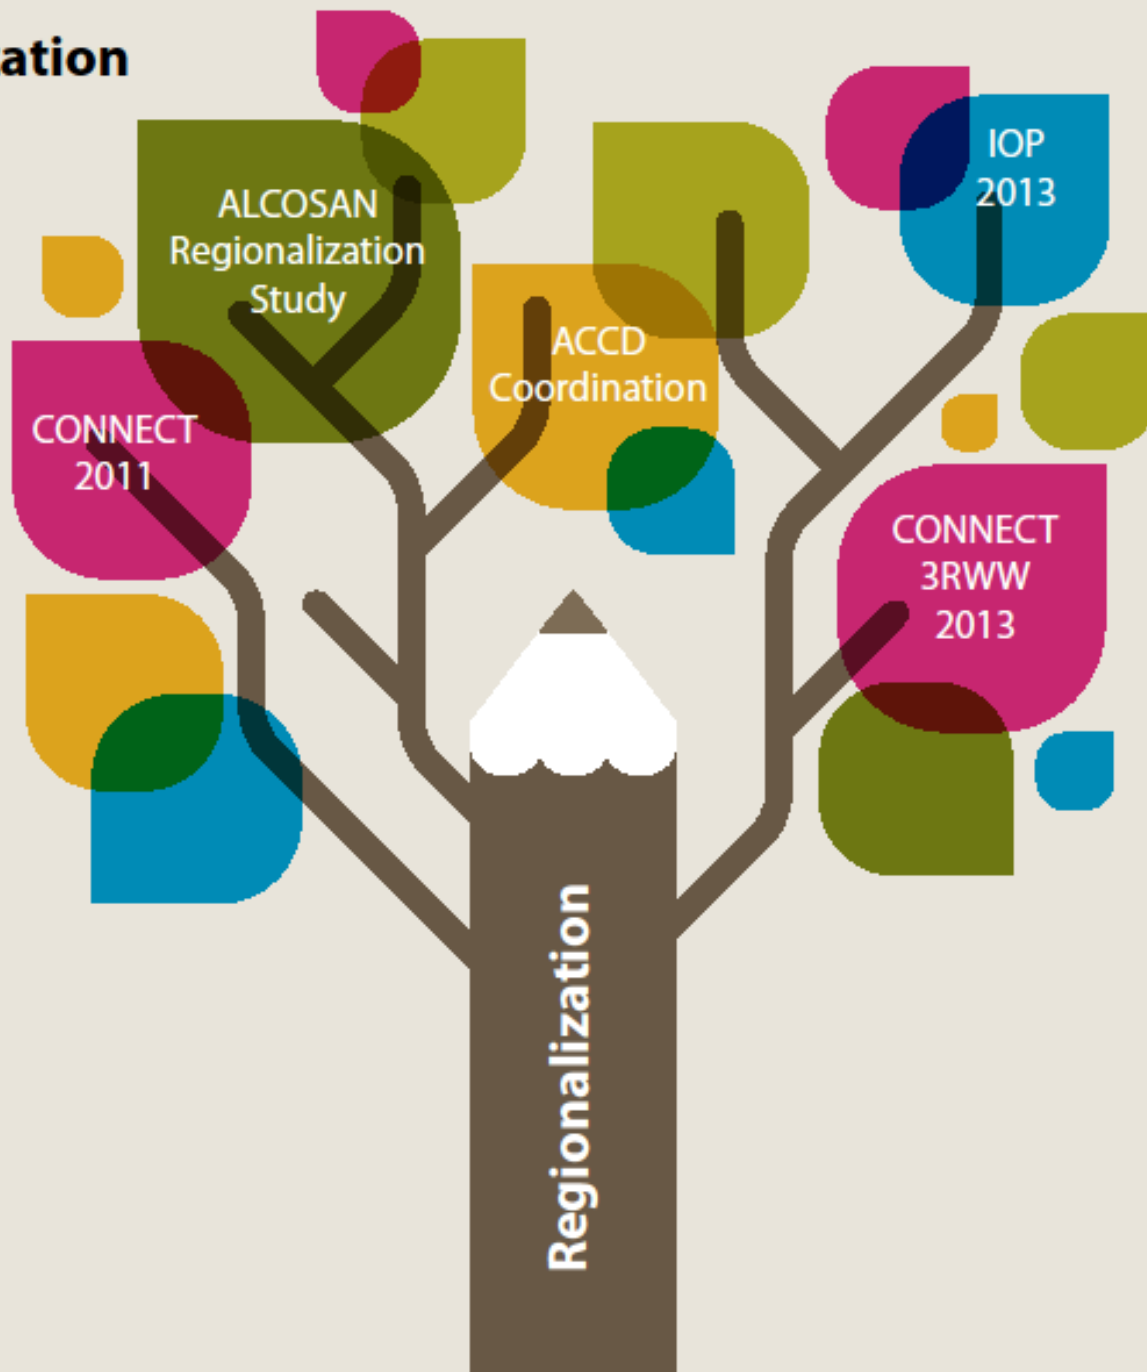 ation
ALCOSAN
Regionalization
Study
IOP
2013
ACCD
Coordination
CONNECT
2011
CONNECT
3RWW
2013
Regionalization